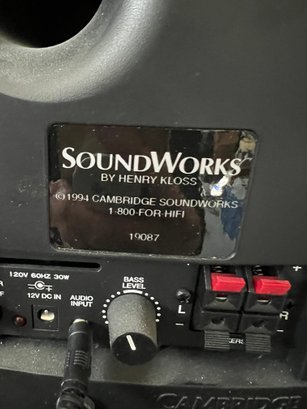 SOUNDWORKS
BY HENRY KLOSS
©1994 CAMBRIDGE SOUNDWORKS
1-800-FOR-HIFI
19087
120V 60HZ 30W
12V DC IN
AUDIO
INPUT
BASS
LEVEL
L
R
CAMBRIDGE